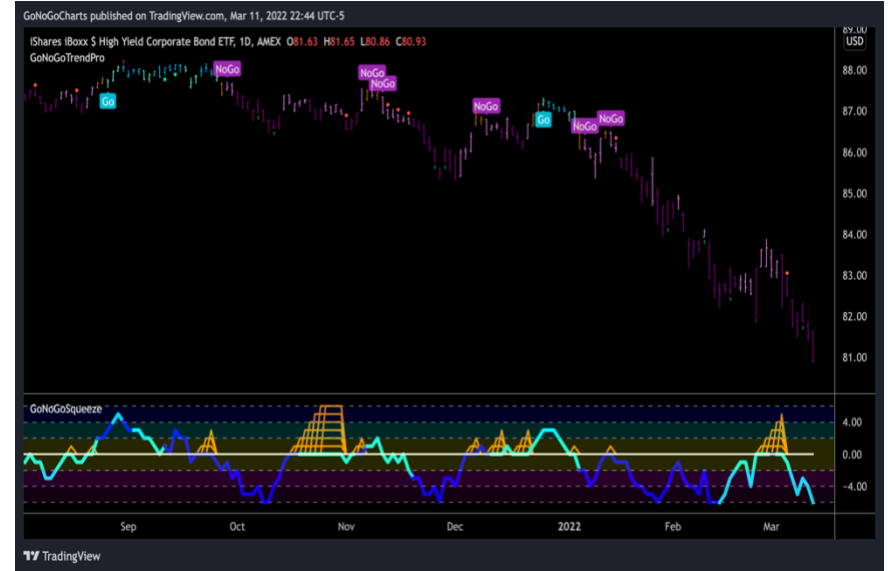 GoNoGoCharts published on TradingView.com, Mar 11, 2022 22:44 UTC-5
iShares iBoxx $ High Yield Corporate Bond ETF, 1D, AMEX O81.63 H81.65 L80.86 C80.93
GoNoGoTrendPro
89.00
USD
88.00
87.00
86.00
85.00
84.00
83.00
82.00
81.00
Go
NoGo
NoGo
NoGo
NoGo
Go
NoGo
NoGo
GoNoGoSqueeze
4.00
0.00
−4.00
Sep Oct Nov Dec 2022 Feb Mar
TradingView